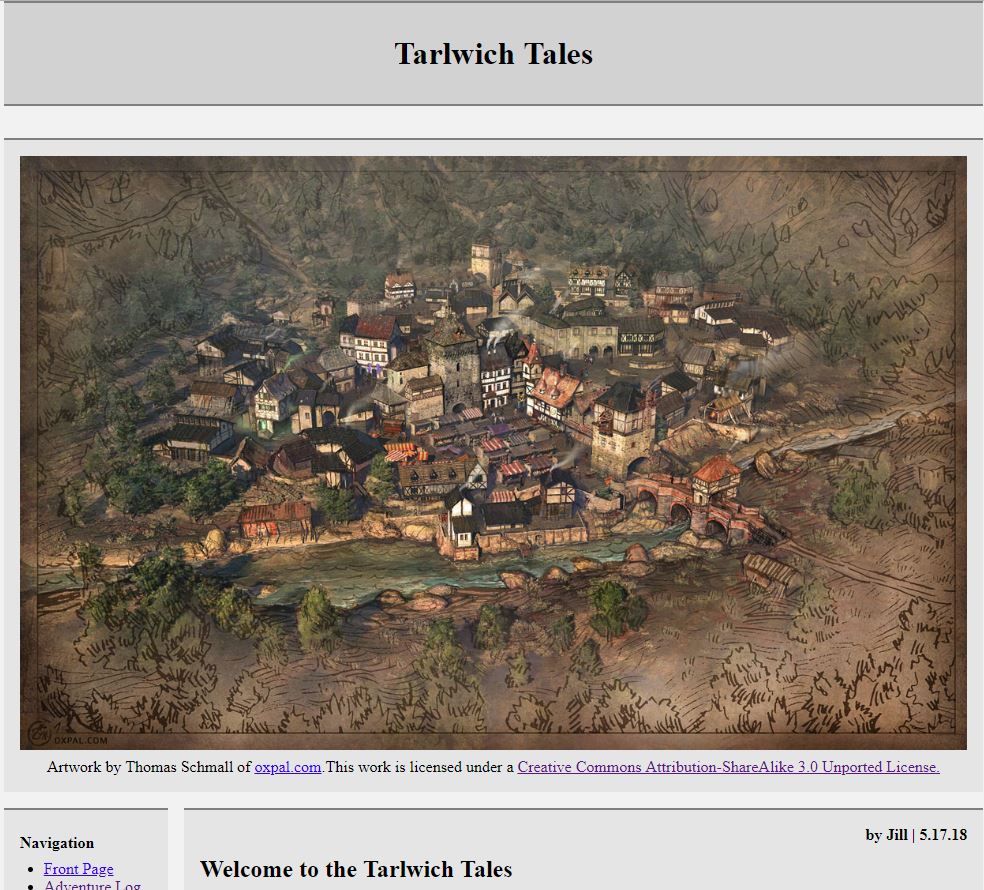 Tarlwich Tales
OXPAL.COM
Artwork by Thomas Schmall of oxpal.com.This work is licensed under a Creative Commons Attribution-ShareAlike 3.0 Unported License.
Navigation
Front Page
Adventure Log
by Jill | 5.17.18
Welcome to the Tarlwich Tales